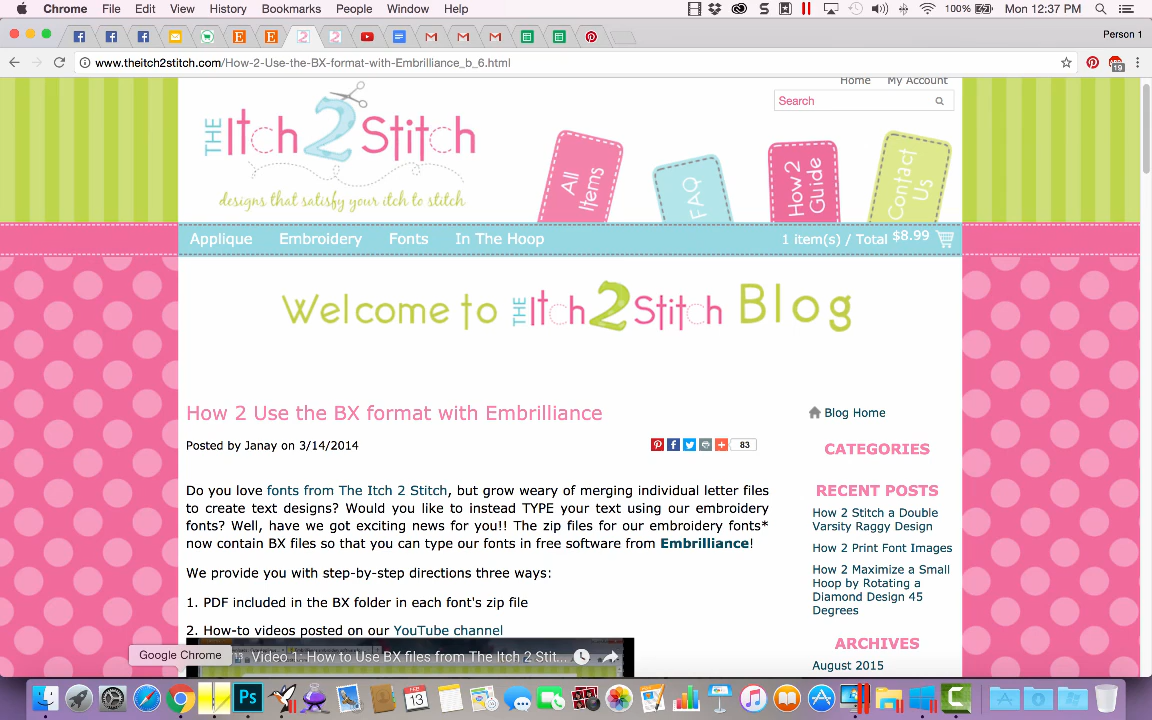 Chrome File Edit View History Bookmarks People Window Help 100% Mon 12:37 PM
Person 1
www.theitch2stitch.com/How-2-Use-the-BX-format-with-Embrilliance_b_6.html
19
Home My Account
Search
THE Itch 2 Stitch
designs that satisfy your itch to stitch
All Items
FAQ
How 2 Guide
Contact Us
Applique Embroidery Fonts In The Hoop 1 item(s) / Total $8.99
Welcome to THE Itch 2 Stitch Blog
How 2 Use the BX format with Embrilliance
Posted by Janay on 3/14/2014
83
Do you love fonts from The Itch 2 Stitch, but grow weary of merging individual letter files
to create text designs? Would you like to instead TYPE your text using our embroidery
fonts? Well, have we got exciting news for you!! The zip files for our embroidery fonts*
now contain BX files so that you can type our fonts in free software from Embrilliance!
We provide you with step-by-step directions three ways:
1. PDF included in the BX folder in each font's zip file
2. How-to videos posted on our YouTube channel
Video 1: How to Use BX files from The Itch 2 Stit...
Blog Home
CATEGORIES
RECENT POSTS
How 2 Stitch a Double
Varsity Raggy Design
How 2 Print Font Images
How 2 Maximize a Small
Hoop by Rotating a
Diamond Design 45
Degrees
ARCHIVES
August 2015
Google Chrome
Ps
FEB
13